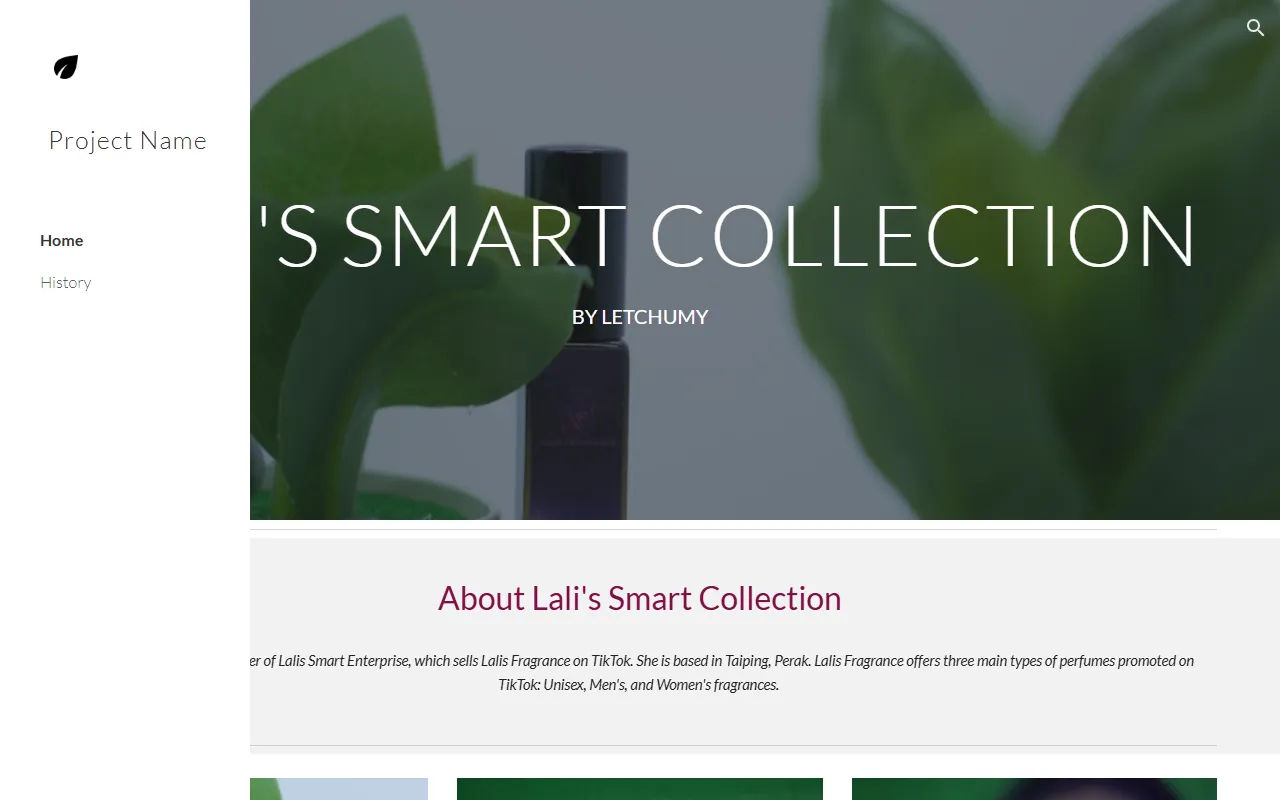 Project Name
Home
History
'S SMART COLLECTION
BY LETCHUMY
About Lali's Smart Collection
er of Lalis Smart Enterprise, which sells Lalis Fragrance on TikTok. She is based in Taiping, Perak. Lalis Fragrance offers three main types of perfumes promoted on
TikTok: Unisex, Men's, and Women's fragrances.